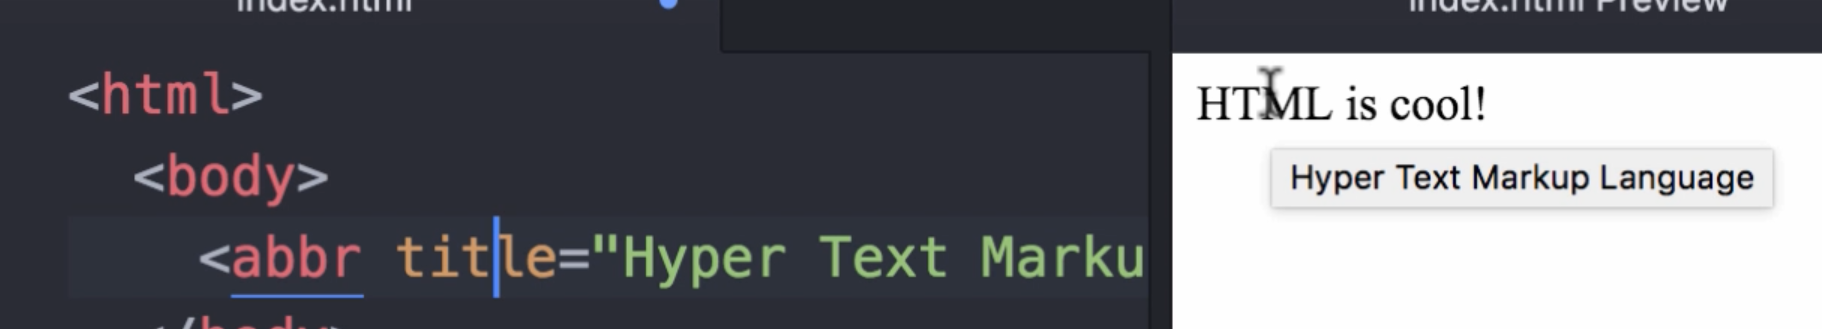 index.html
index.html Preview
<html>
<body>
<abbr title="Hyper Text Marku
</body>
HTML is cool!
Hyper Text Markup Language